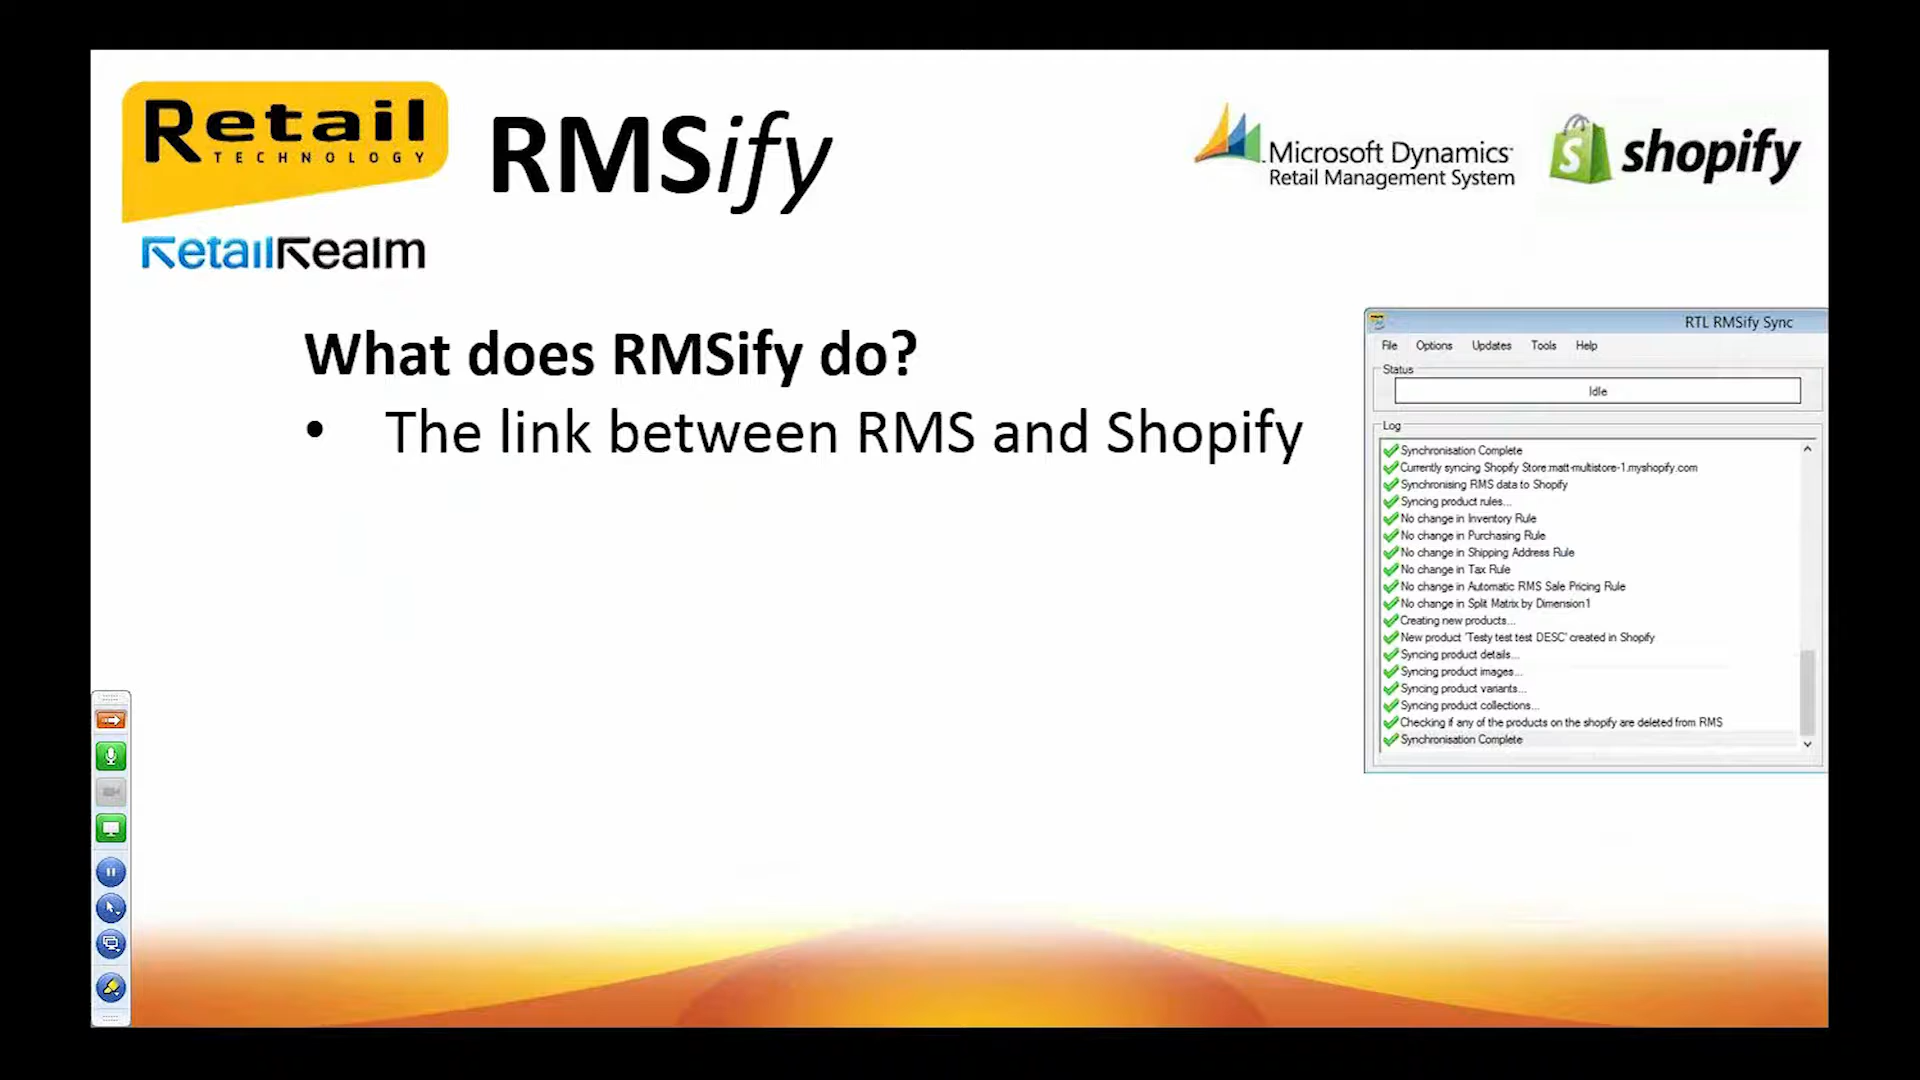 Retail
TECHNOLOGY
RetailRealm
RMSify
Microsoft Dynamics
Retail Management System
shopify
What does RMSify do?
• The link between RMS and Shopify
RTL RMSify Sync
File Options Updates Tools Help
Status
Idle
Log
Synchronisation Complete
Currently syncing Shopify Store:matt-multistore-1.myshopify.com
Synchronising RMS data to Shopify
Syncing product rules...
No change in Inventory Rule
No change in Purchasing Rule
No change in Shipping Address Rule
No change in Tax Rule
No change in Automatic RMS Sale Pricing Rule
No change in Split Matrix by Dimension1
Creating new products...
New product 'Testy test test DESC' created in Shopify
Syncing product details...
Syncing product images...
Syncing product variants...
Syncing product collections...
Checking if any of the products on the shopify are deleted from RMS
Synchronisation Complete